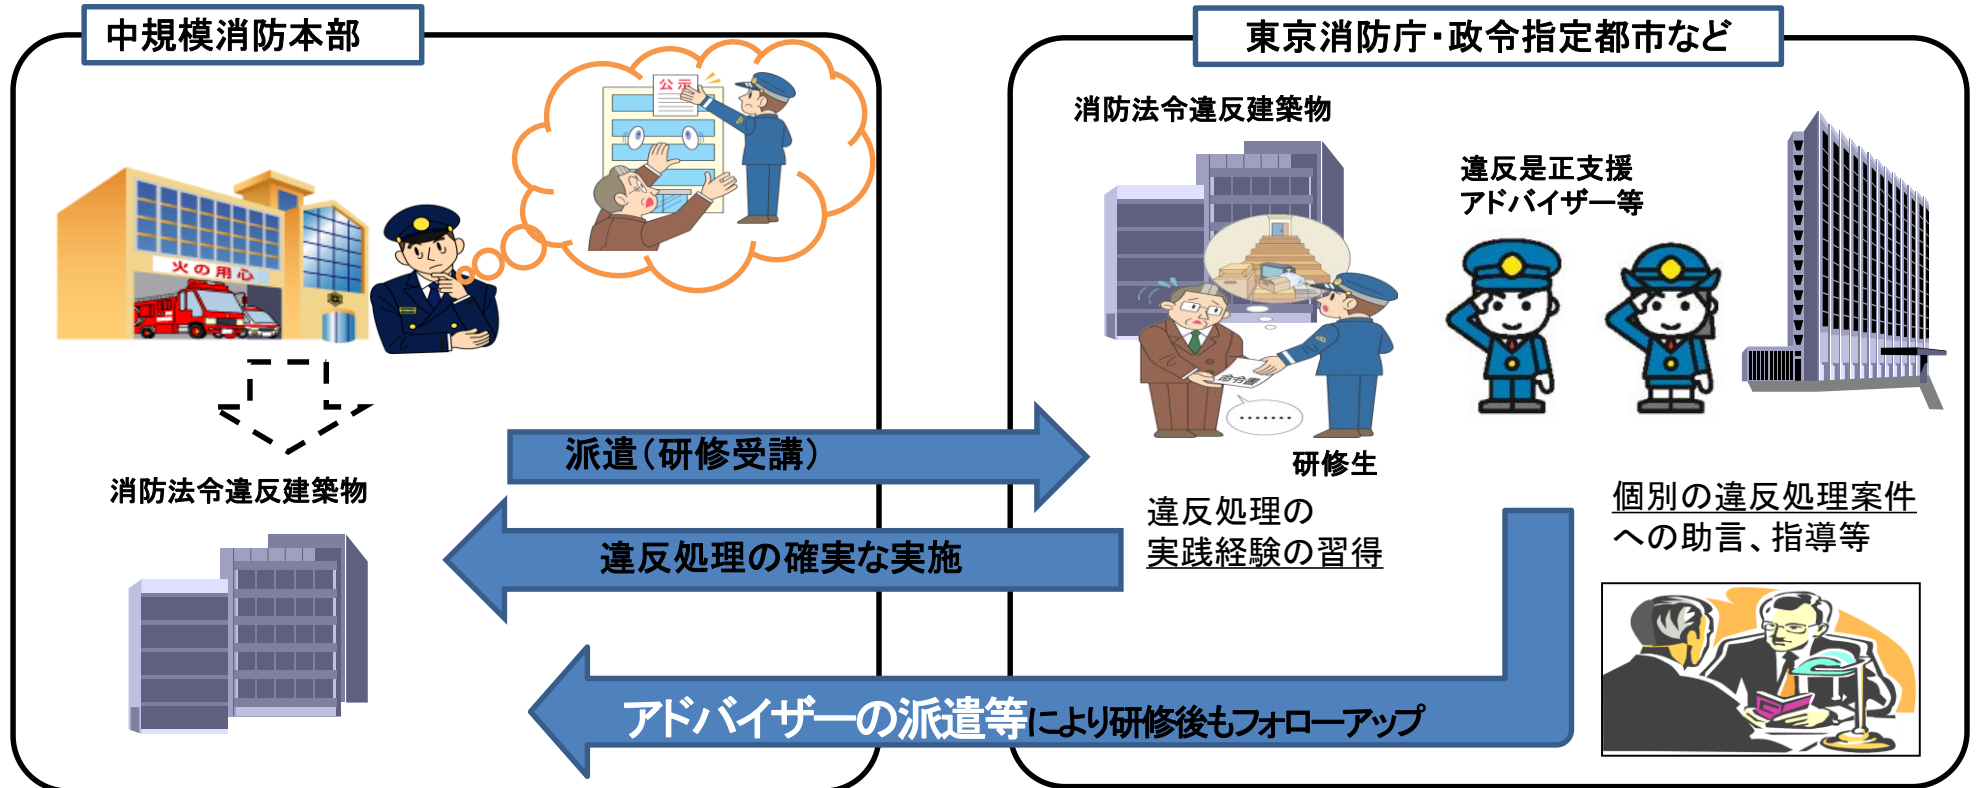 中規模消防本部
公示
火の用心
消防法令違反建築物
東京消防庁・政令指定都市など
消防法令違反建築物
違反是正支援
アドバイザー等
命令書
・・・・・・・
研修生
派遣（研修受講）
違反処理の
実践経験の習得
個別の違反処理案件
への助言、指導等
違反処理の確実な実施
アドバイザーの派遣等により研修後もフォローアップ